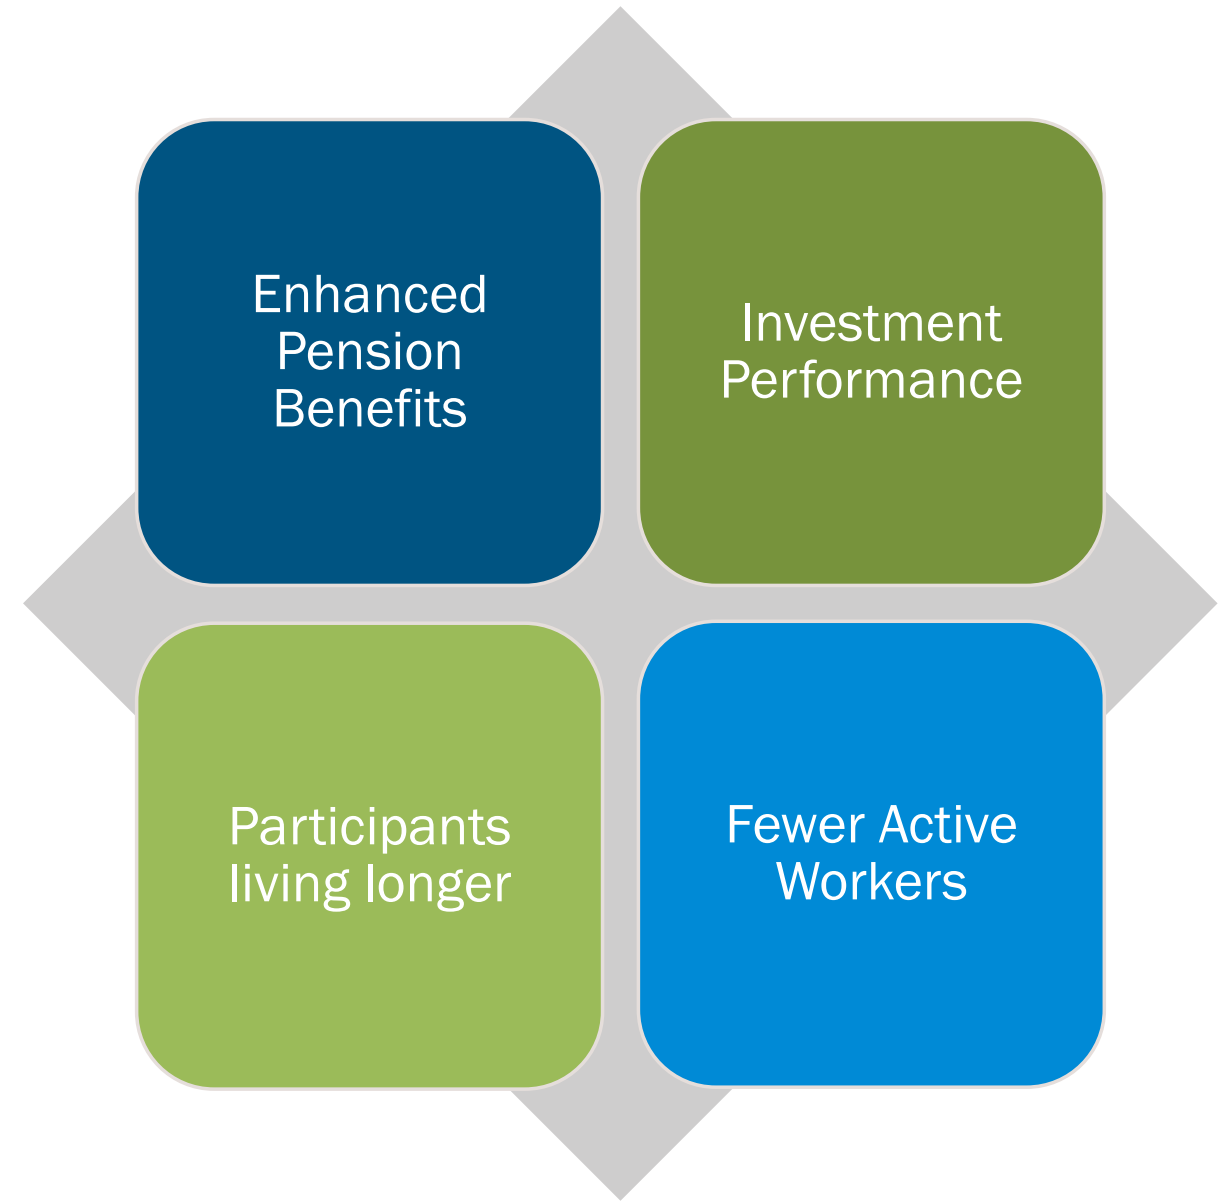 Enhanced
Pension
Benefits
Investment
Performance
Participants
living longer
Fewer Active
Workers